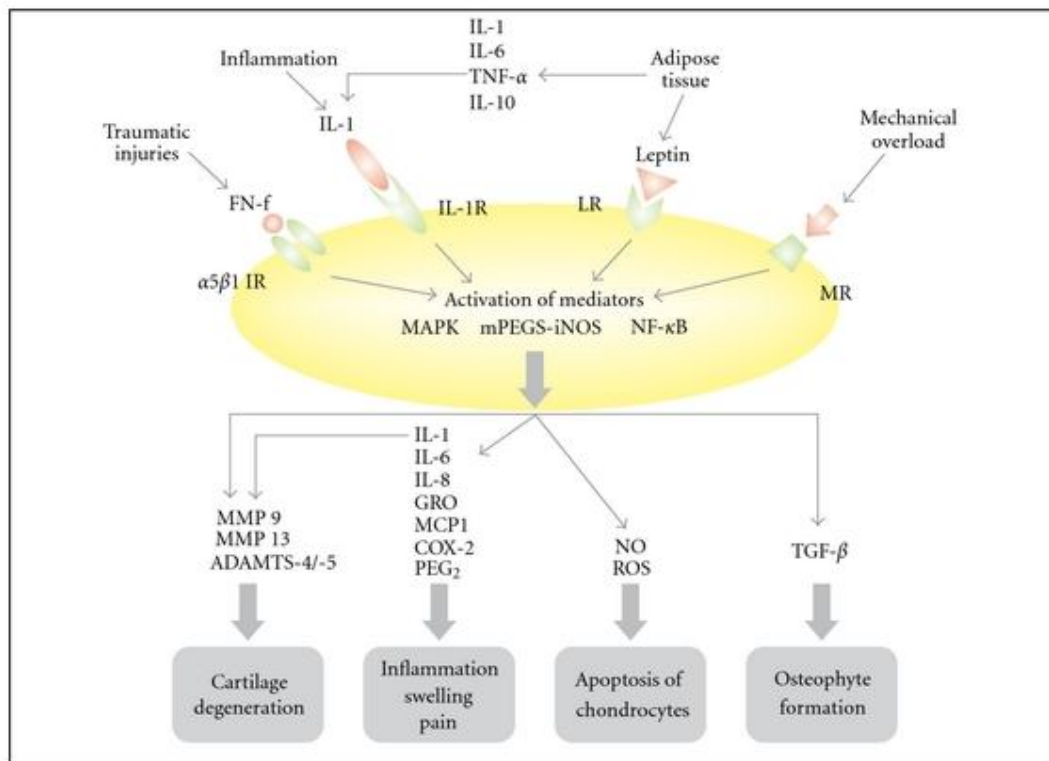 IL-1
IL-6
TNF-α
IL-10
Inflammation
Adipose
tissue
IL-1
Traumatic
injuries
Leptin
Mechanical
overload
FN-f
IL-1R
LR
α5β1 IR
MR
Activation of mediators
MAPK mPEGS-iNOS NF-κB
IL-1
IL-6
IL-8
GRO
MCP1
COX-2
PEG₂
MMP 9
MMP 13
ADAMTS-4/-5
NO
ROS
TGF-β
Cartilage
degeneration
Inflammation
swelling
pain
Apoptosis of
chondrocytes
Osteophyte
formation